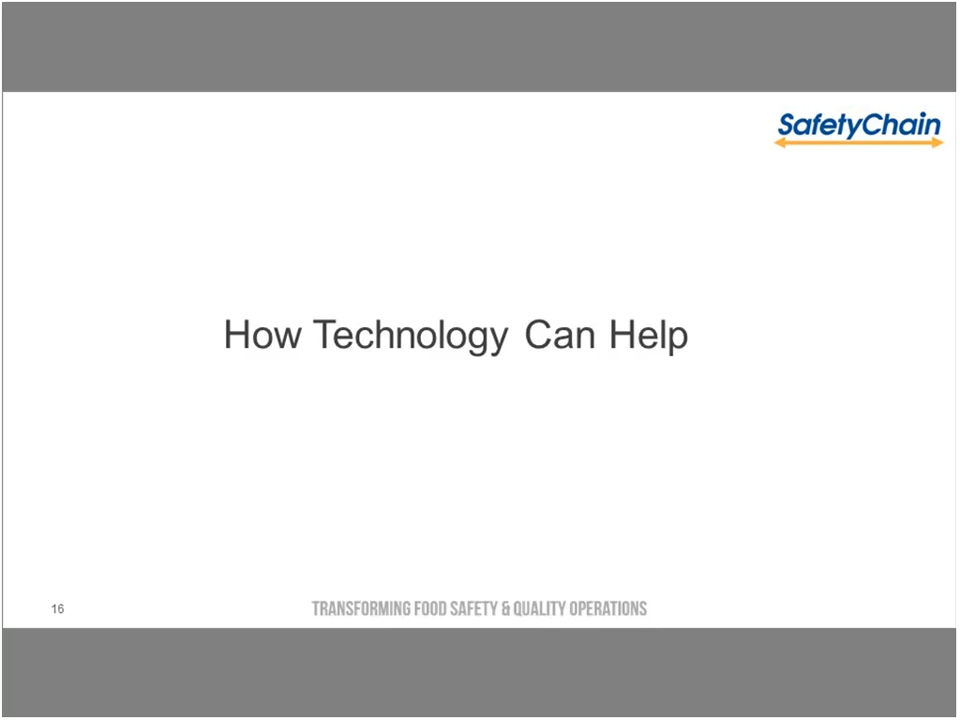 SafetyChain
How Technology Can Help
16
TRANSFORMING FOOD SAFETY & QUALITY OPERATIONS